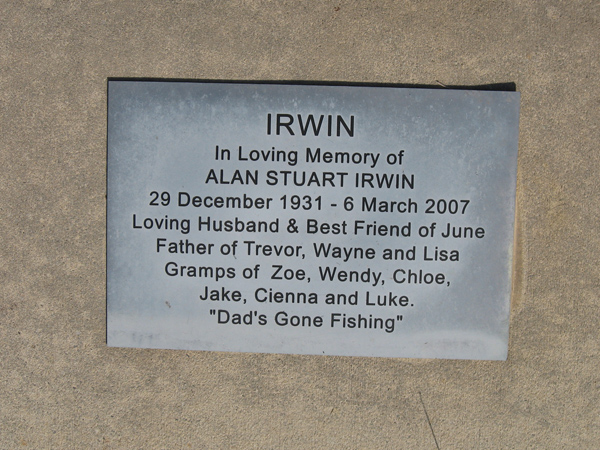 IRWIN
In Loving Memory of
ALAN STUART IRWIN
29 December 1931 - 6 March 2007
Loving Husband & Best Friend of June
Father of Trevor, Wayne and Lisa
Gramps of Zoe, Wendy, Chloe,
Jake, Cienna and Luke.
"Dad's Gone Fishing"